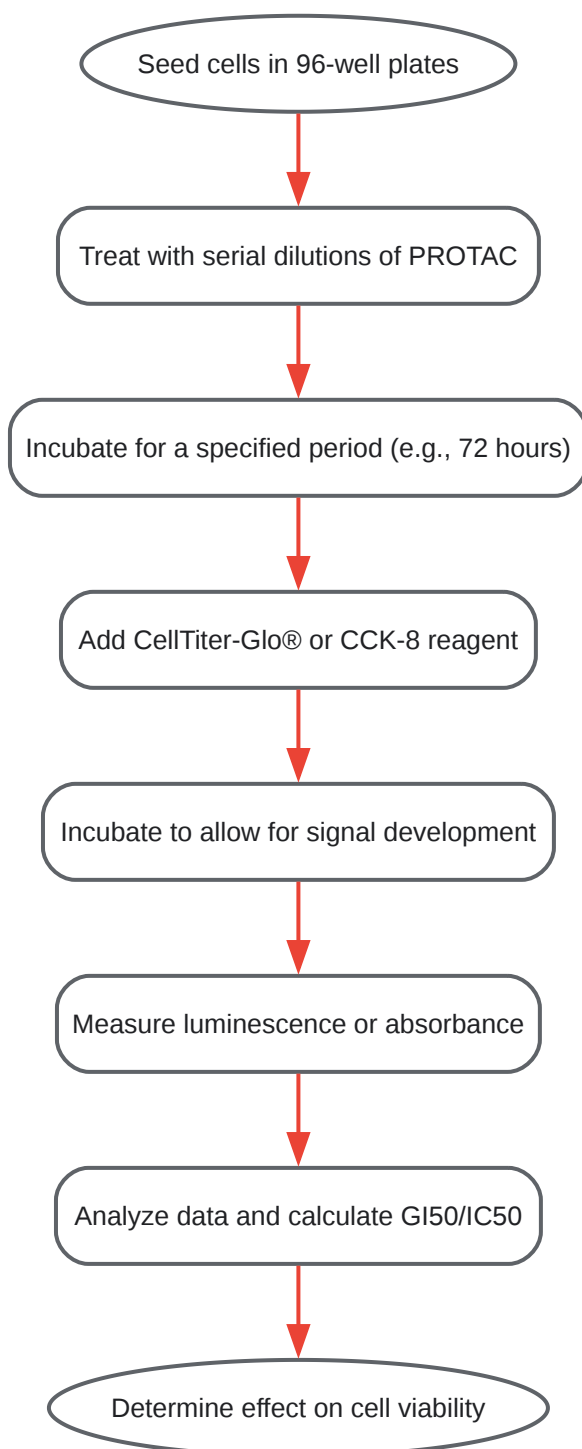 Seed cells in 96-well plates
Treat with serial dilutions of PROTAC
Incubate for a specified period (e.g., 72 hours)
Add CellTiter-Glo® or CCK-8 reagent
Incubate to allow for signal development
Measure luminescence or absorbance
Analyze data and calculate GI50/IC50
Determine effect on cell viability